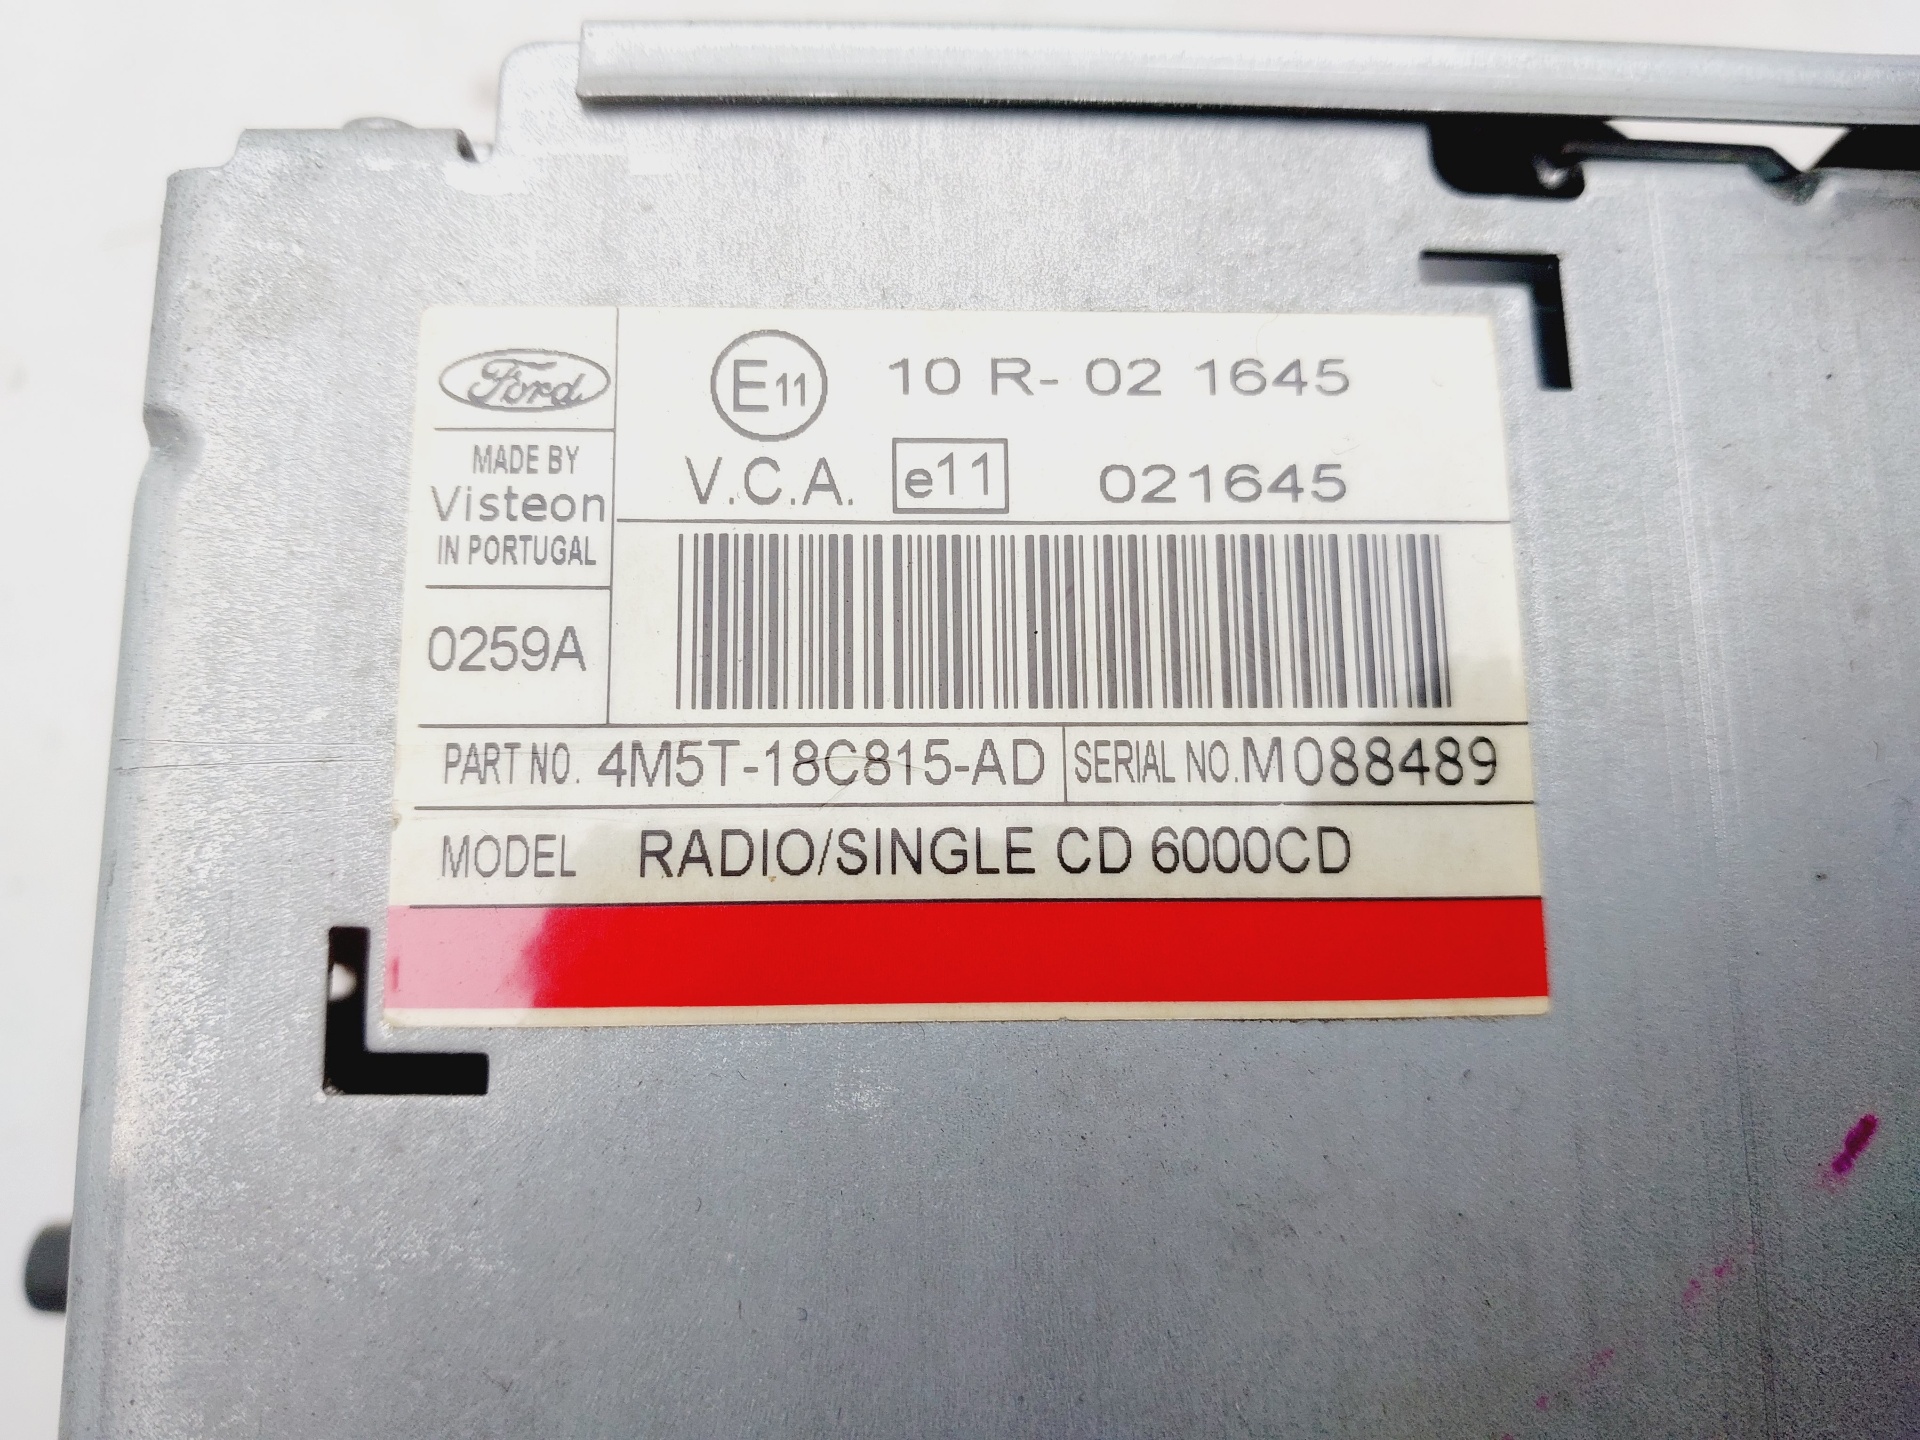 Ford
MADE BY
Visteon
IN PORTUGAL
0259A
E11 10 R- 02 1645
V.C.A. e11 021645
PART NO. 4M5T-18C815-AD SERIAL NO. M088489
MODEL RADIO/SINGLE CD 6000CD